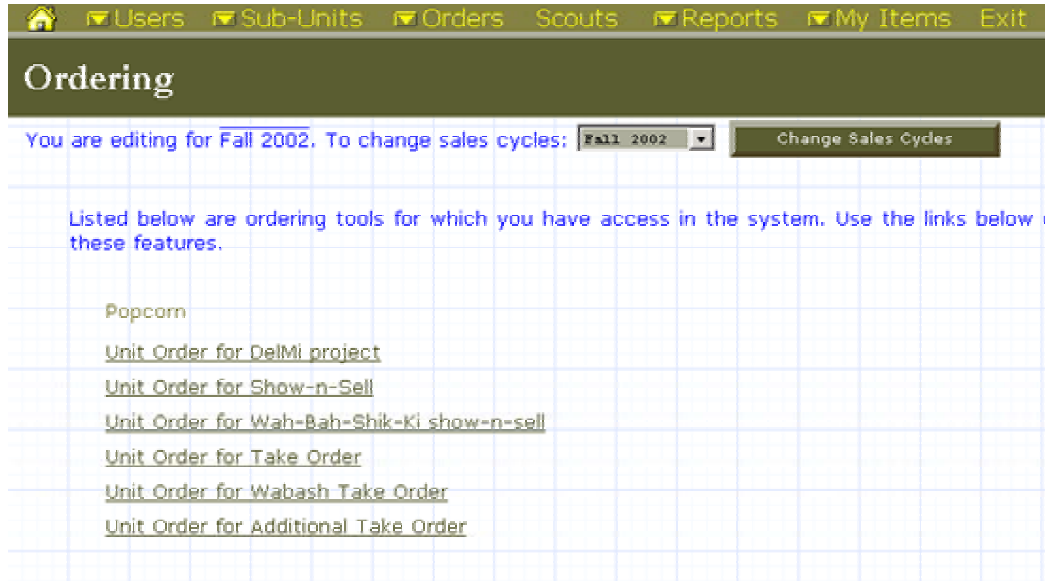 Users Sub-Units Orders Scouts Reports My Items Exit
Ordering
You are editing for Fall 2002. To change sales cycles: Fall 2002 Change Sales Cycles
Listed below are ordering tools for which you have access in the system. Use the links below
these features.
Popcorn
Unit Order for DelMi project
Unit Order for Show-n-Sell
Unit Order for Wah-Bah-Shik-Ki show-n-sell
Unit Order for Take Order
Unit Order for Wabash Take Order
Unit Order for Additional Take Order